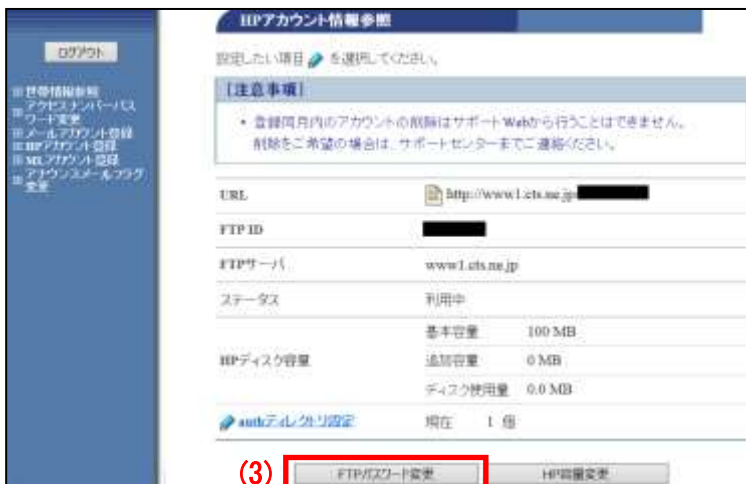 HPアカウント情報参照
ログアウト
設定したい項目 を選択してください。
世帯情報参照
アクセスナンバーパス
ワード変更
メールアカウント登録
HPアカウント登録
MLアカウント登録
アナウンスメールフラグ
変更
[注意事項]
・ 登録同月内のアカウントの削除はサポートWebから行うことはできません。
削除をご希望の場合は、サポートセンターまでご連絡ください。
URL http://www1.cts.ne.jp
FTP ID
FTPサーバ www1.cts.ne.jp
ステータス 利用中
HPディスク容量
基本容量 100 MB
追加容量 0 MB
ディスク使用量 0.0 MB
authディレクトリ設定 現在 1 個
(3) FTPパスワード変更 HP容量変更